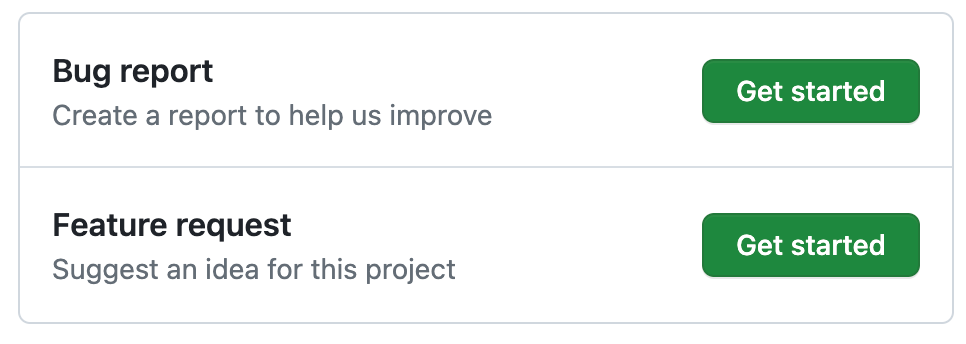 Bug report
Create a report to help us improve
Get started
Feature request
Suggest an idea for this project
Get started